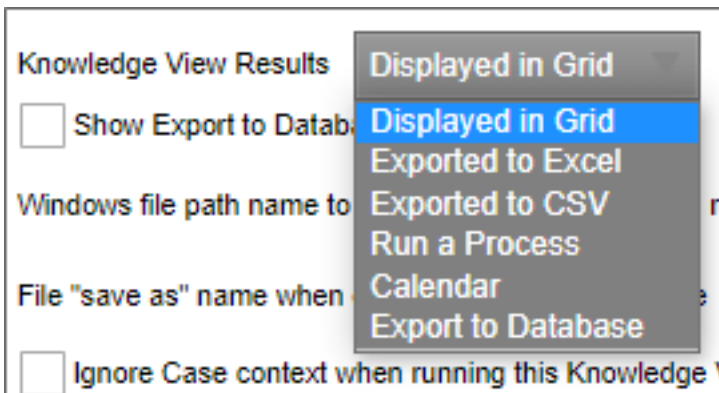 Knowledge View Results Displayed in Grid
Show Export to Databa Displayed in Grid
Exported to Excel
Windows file path name to Exported to CSV
Run a Process
Calendar
File "save as" name when
Export to Database
Ignore Case context when running this Knowledge